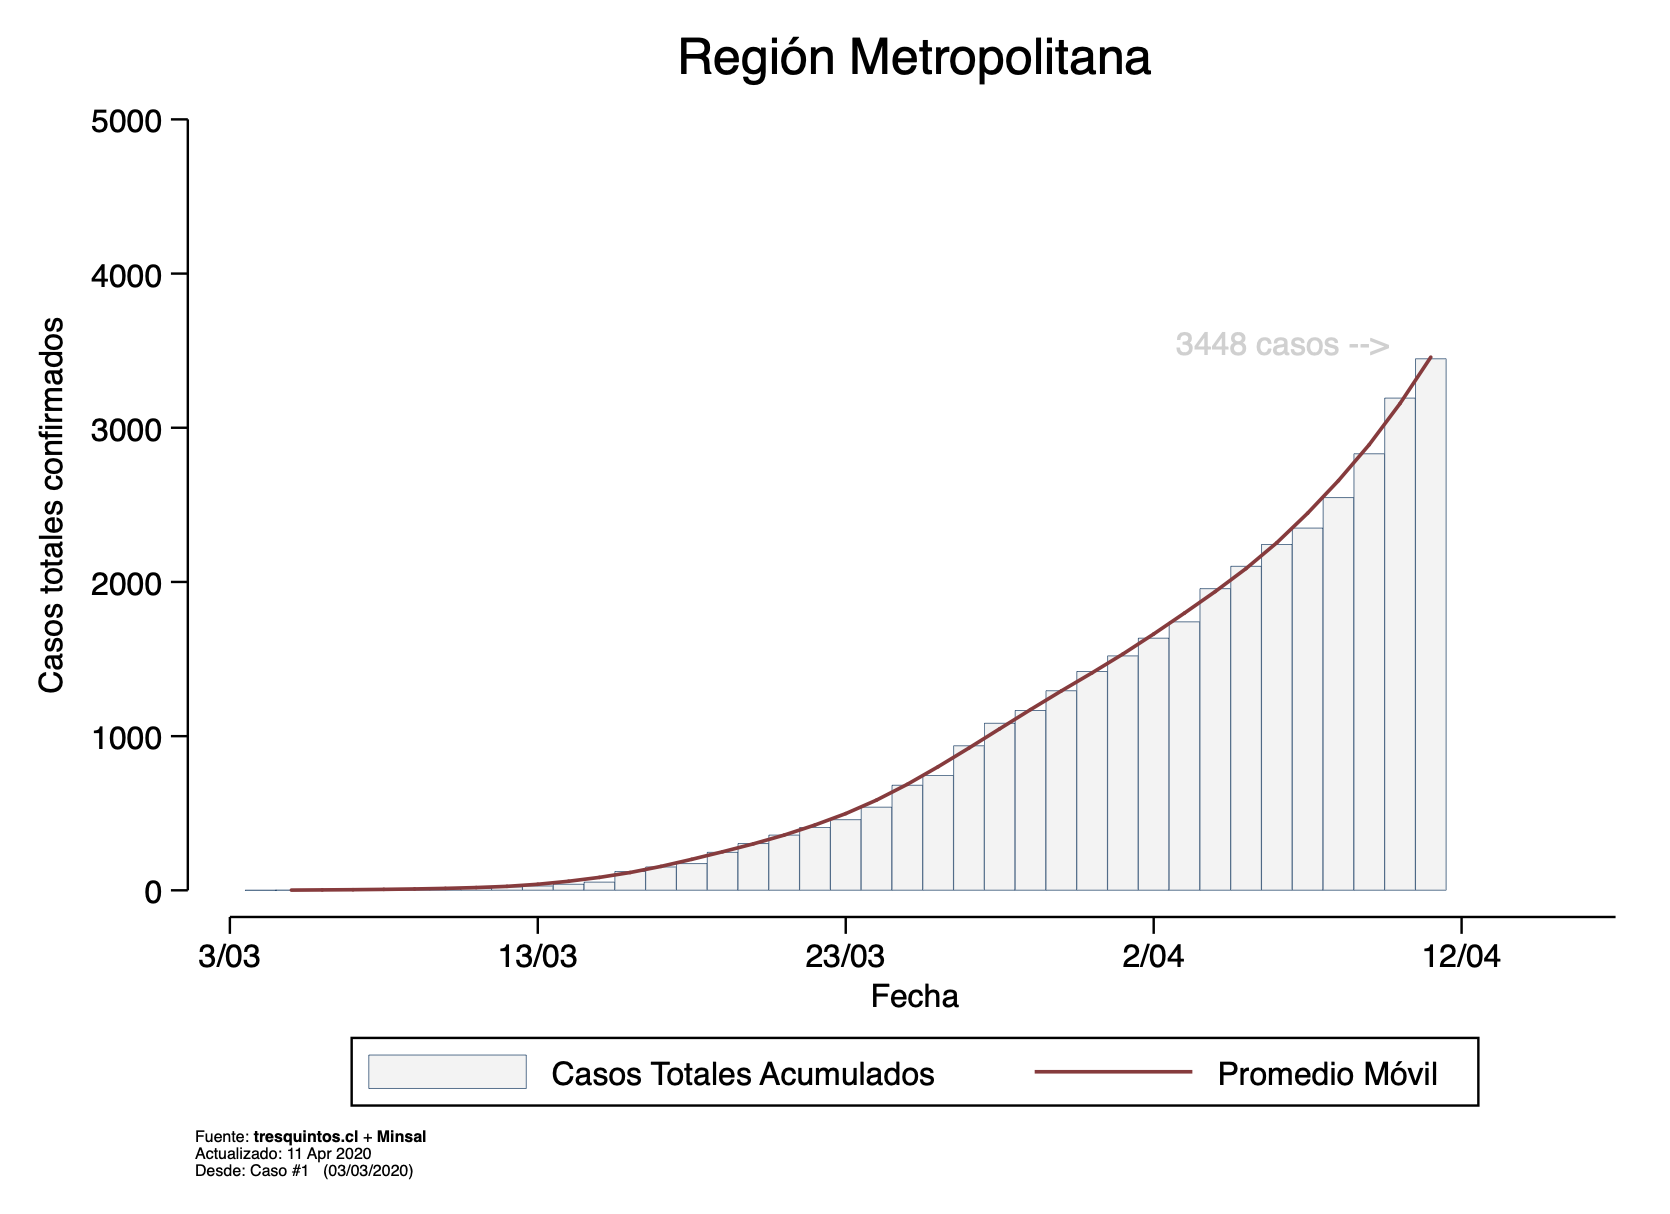 Región Metropolitana
5000
4000
3000
2000
1000
0
Casos totales confirmados
3448 casos -->
3/03
13/03
23/03
2/04
12/04
Fecha
Casos Totales Acumulados
Promedio Móvil
Fuente: tresquintos.cl + Minsal
Actualizado: 11 Apr 2020
Desde: Caso #1 (03/03/2020)